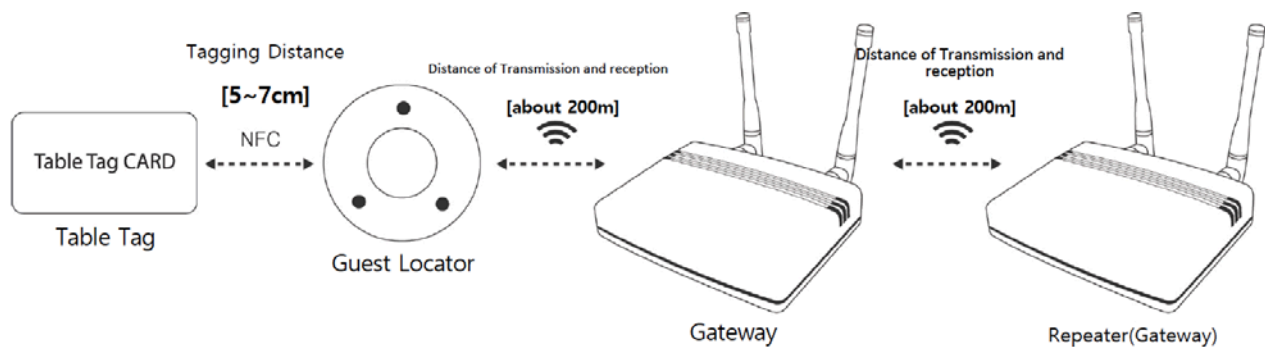 Tagging Distance
[5~7cm]
NFC
Table Tag CARD
Table Tag
Guest Locator
Distance of Transmission and reception
[about 200m]
Gateway
Distance of Transmission and
reception
[about 200m]
Repeater(Gateway)